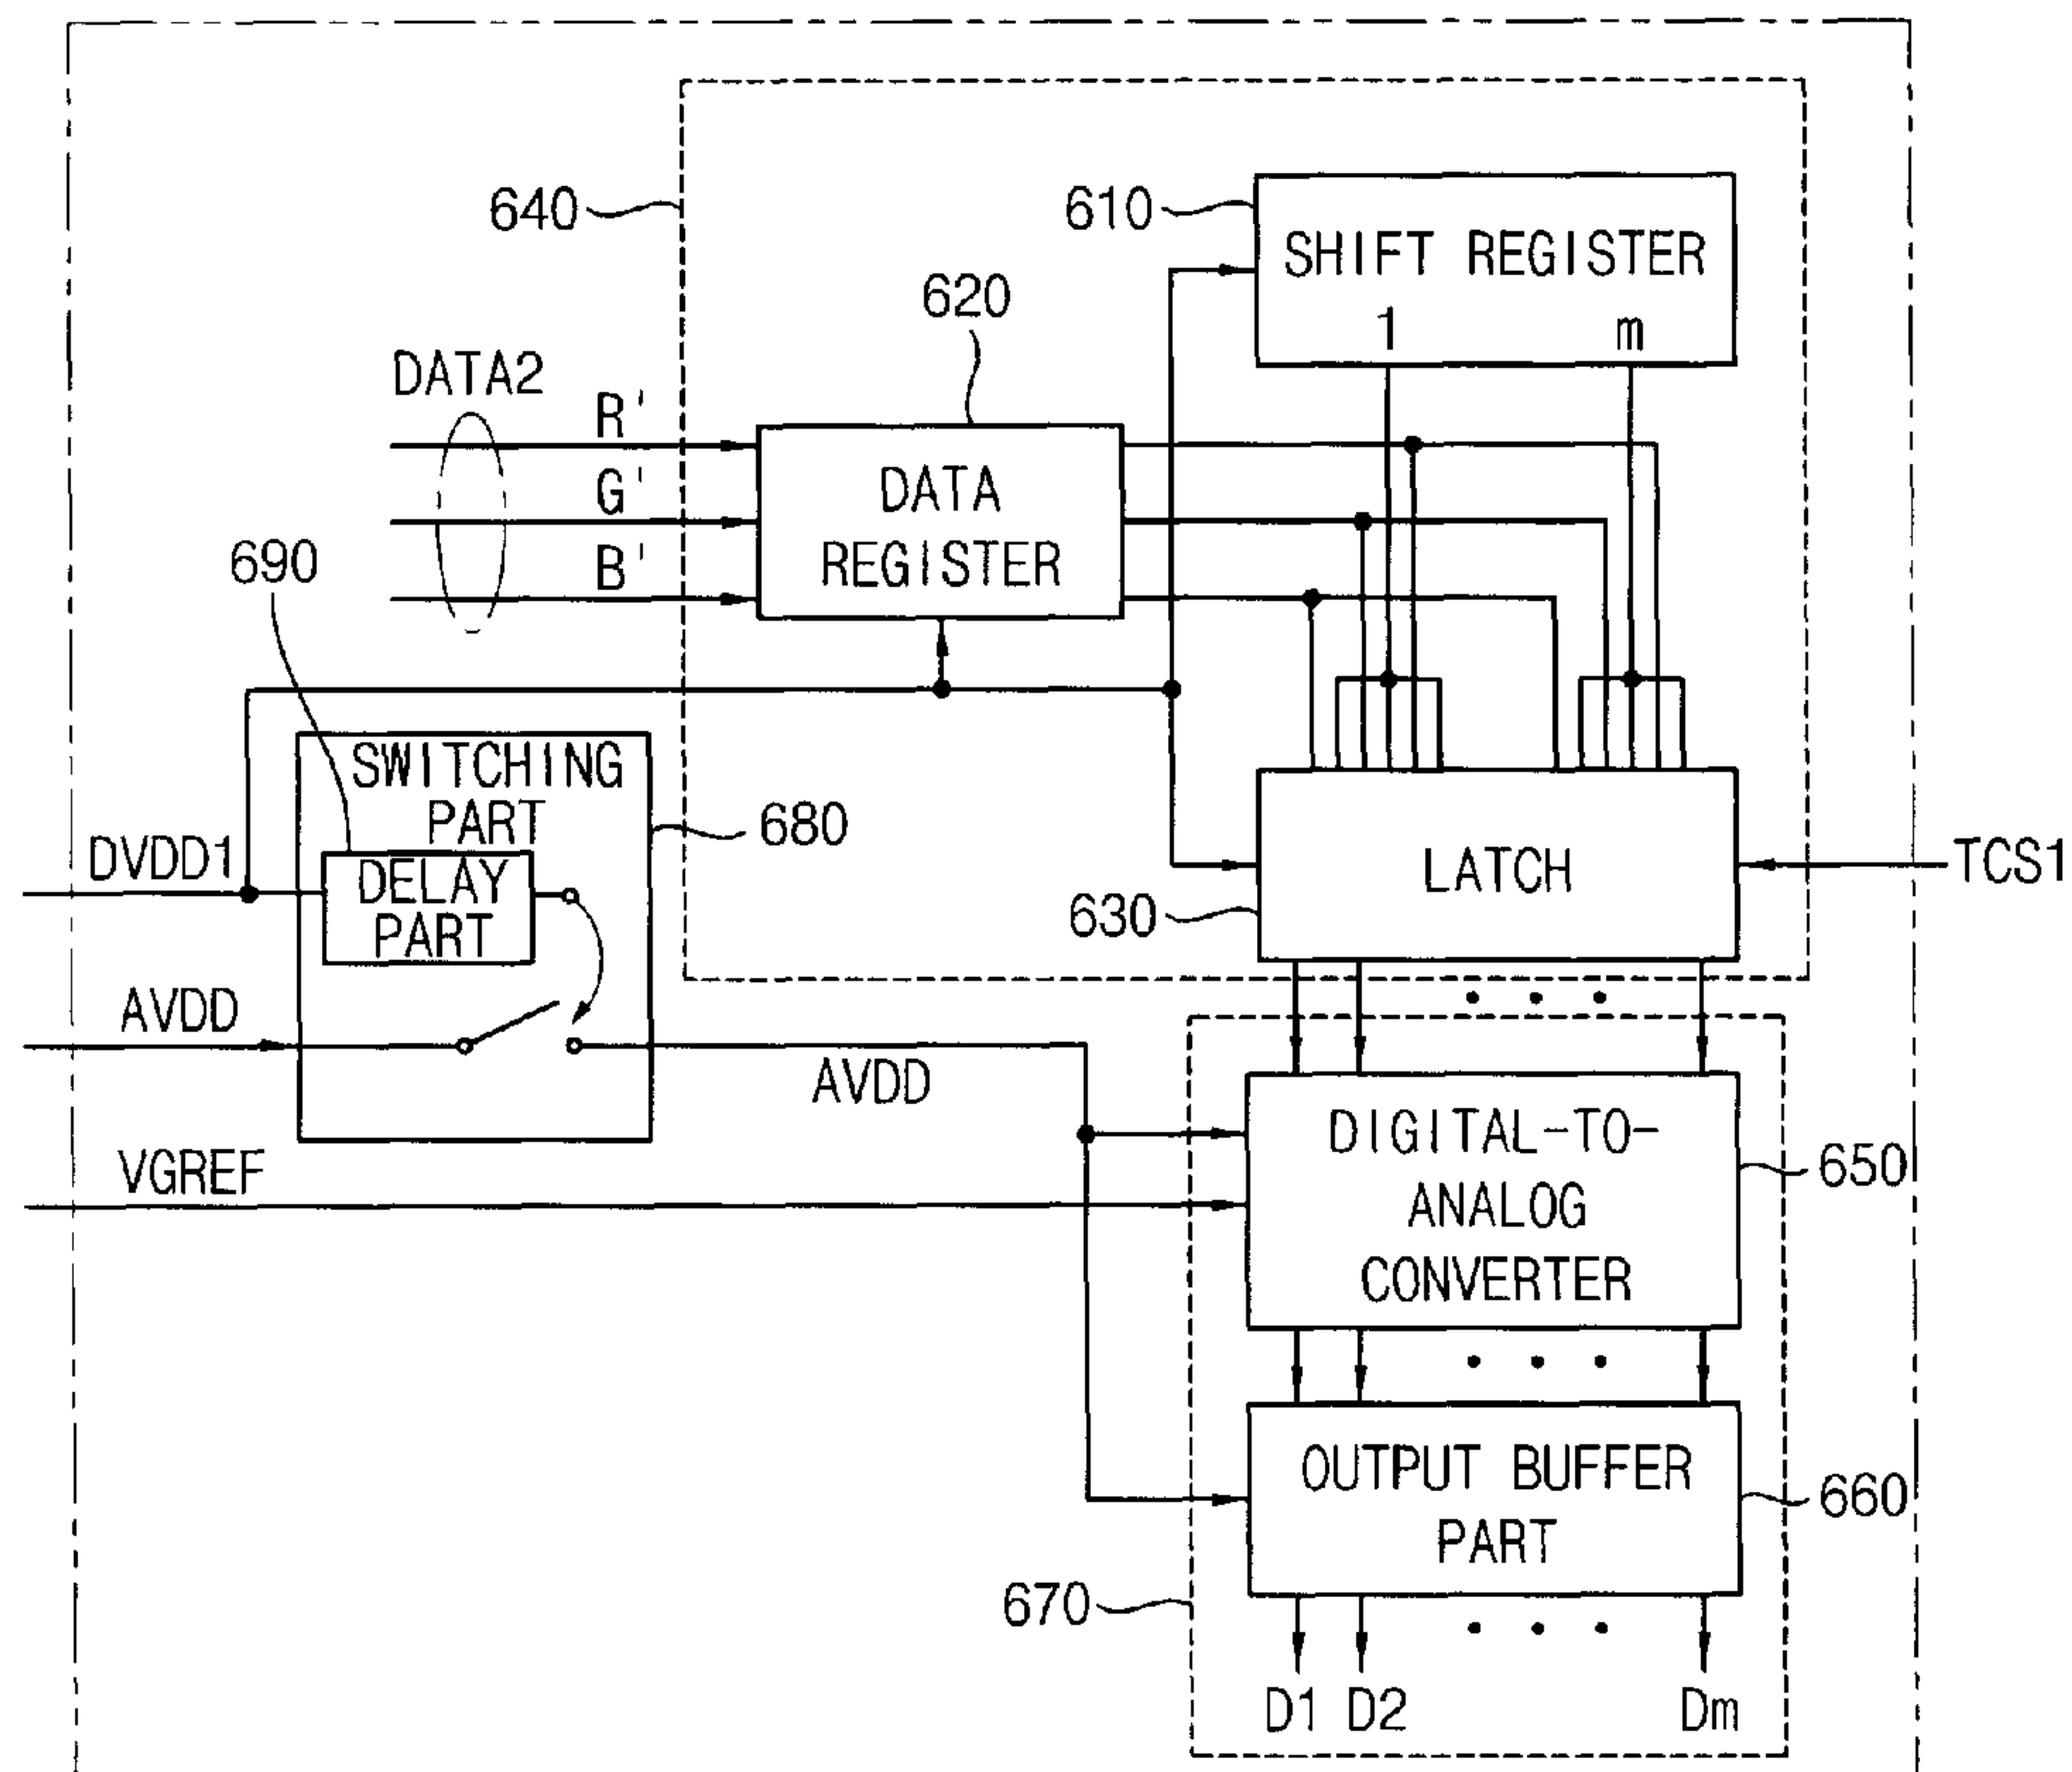 640
610
SHIFT REGISTER
1 m
620
DATA2
R'
G'
B'
DATA
REGISTER
690
SWITCHING
PART
680
DVDD1
DELAY
PART
LATCH
TCS1
630
AVDD
AVDD
DIGITAL-TO-
ANALOG
CONVERTER
650
VGREF
OUTPUT BUFFER
PART
660
670
D1 D2 Dm